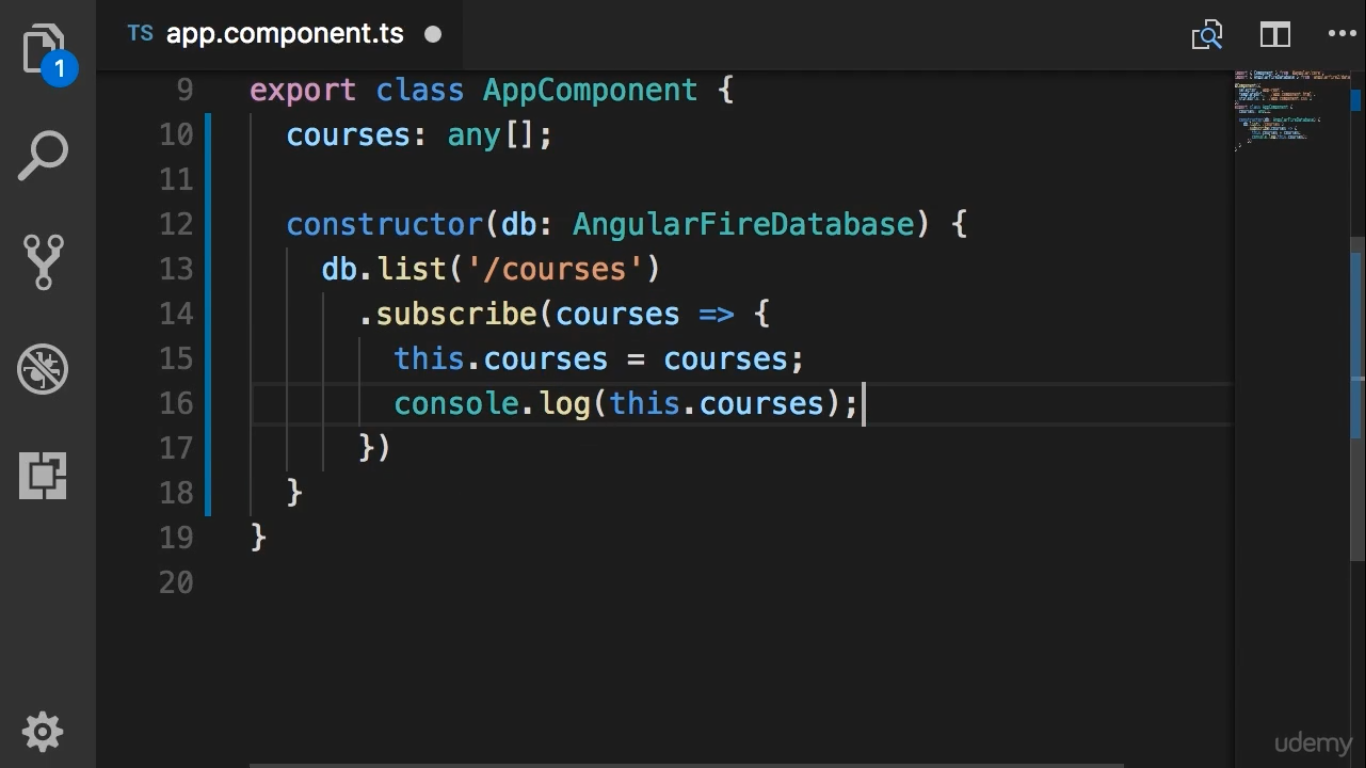 1
TS app.component.ts
9 export class AppComponent {
10 courses: any[];
11
12 constructor(db: AngularFireDatabase) {
13 db.list('/courses')
14 .subscribe(courses => {
15 this.courses = courses;
16 console.log(this.courses);
17 })
18 }
19 }
20
udemy